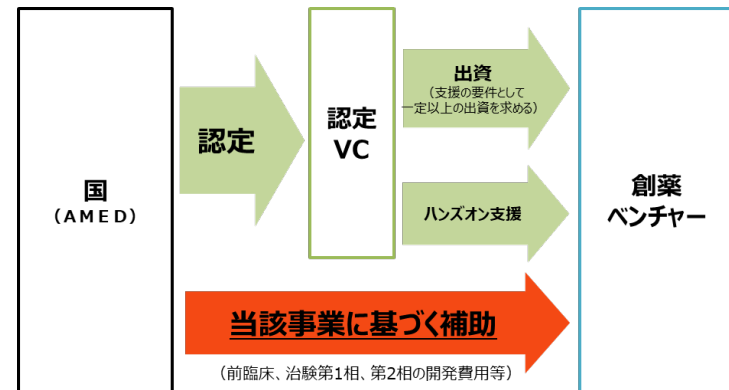 国
（AMED）
認定
認定
VC
出資
（支援の要件として
一定以上の出資を求める）
ハンズオン支援
創薬
ベンチャー
当該事業に基づく補助
（前臨床、治験第1相、第2相の開発費用等）